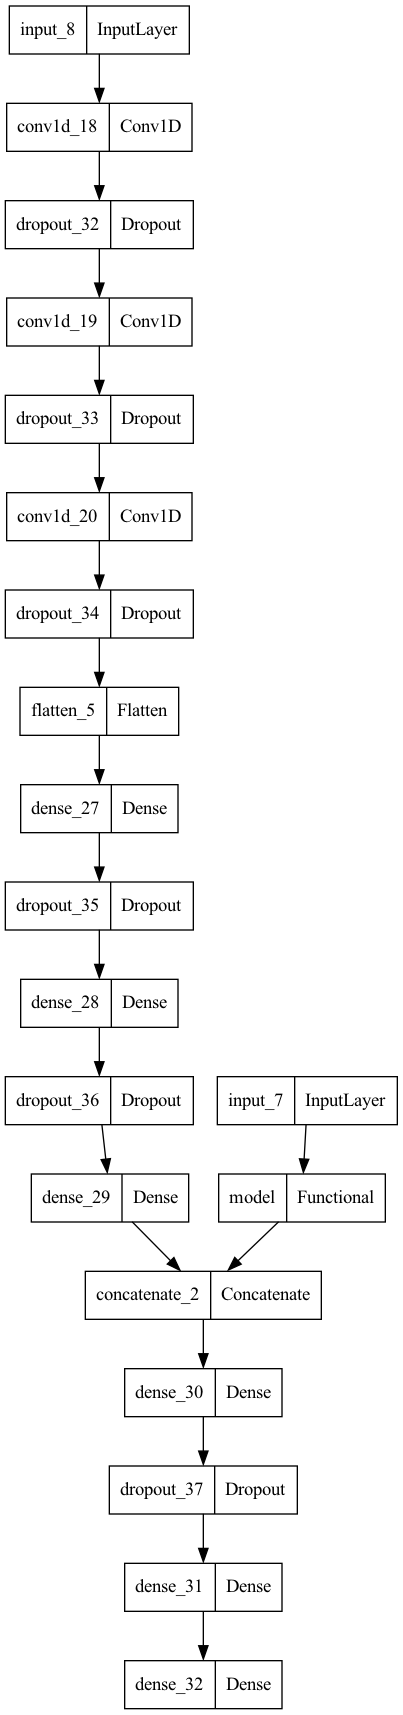 input_8 InputLayer
conv1d_18 Conv1D
dropout_32 Dropout
conv1d_19 Conv1D
dropout_33 Dropout
conv1d_20 Conv1D
dropout_34 Dropout
flatten_5 Flatten
dense_27 Dense
dropout_35 Dropout
dense_28 Dense
dropout_36 Dropout
input_7 InputLayer
dense_29 Dense
model Functional
concatenate_2 Concatenate
dense_30 Dense
dropout_37 Dropout
dense_31 Dense
dense_32 Dense